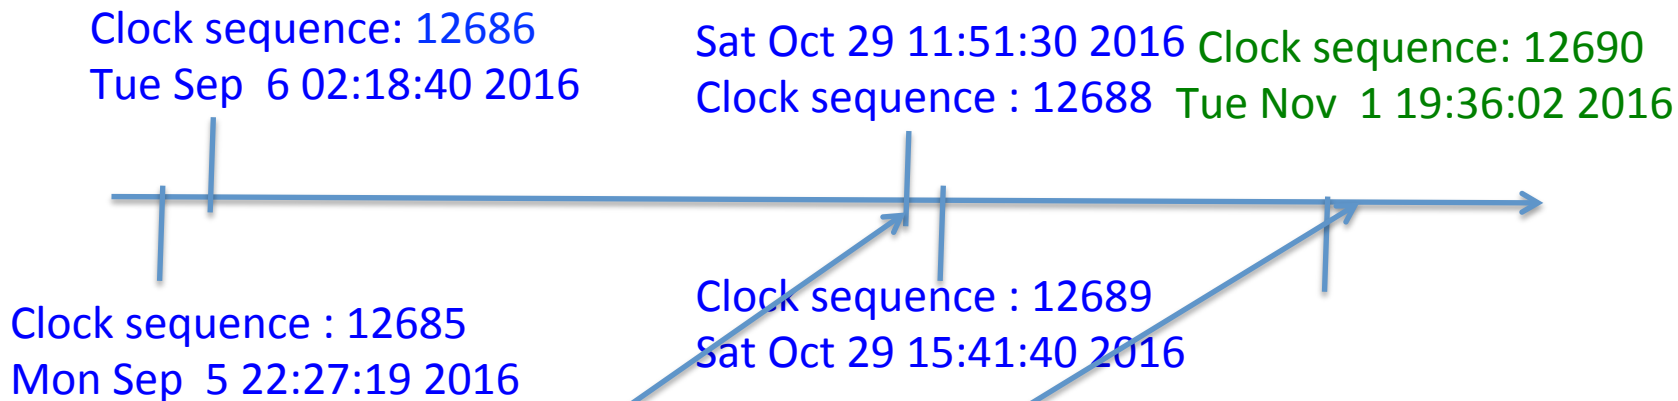 Clock sequence: 12686
Tue Sep  6 02:18:40 2016
Sat Oct 29 11:51:30 2016
Clock sequence : 12688
Clock sequence: 12690
Tue Nov  1 19:36:02 2016
Clock sequence : 12685
Mon Sep  5 22:27:19 2016
Clock sequence : 12689
Sat Oct 29 15:41:40 2016